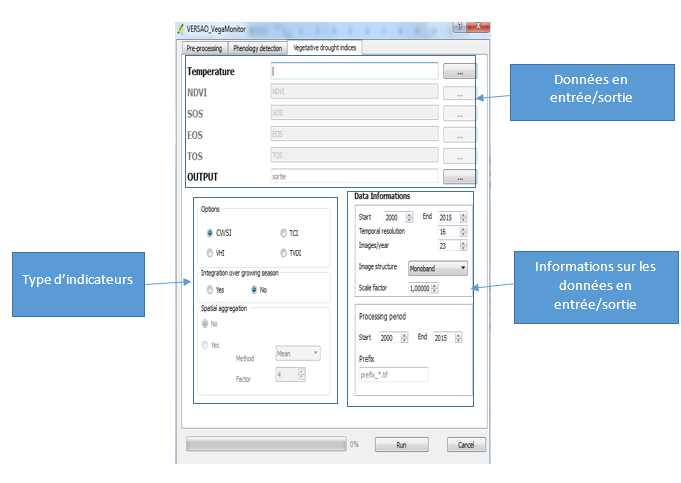 VERSAO_VegaMonitor
Pre-processing Phenology detection Vegetative drought indices
Temperature ...
NDVI NDVI ...
SOS SOS ...
EOS EOS ...
TOS TOS ...
OUTPUT sortie ...
Données en
entrée/sortie
Options
CWSI TCI
VHI TVDI
Integration over growing season
Yes No
Spatial aggregation
No
Yes
Method Mean
Factor 4
Data Informations
Start 2000 End 2015
Temporal resolution 16
Images/year 23
Image structure Monoband
Scale factor 1,00000
Processing period
Start 2000 End 2015
Prefix
prefix_*.tif
Type d'indicateurs
Informations sur les
données en
entrée/sortie
0% Run Cancel